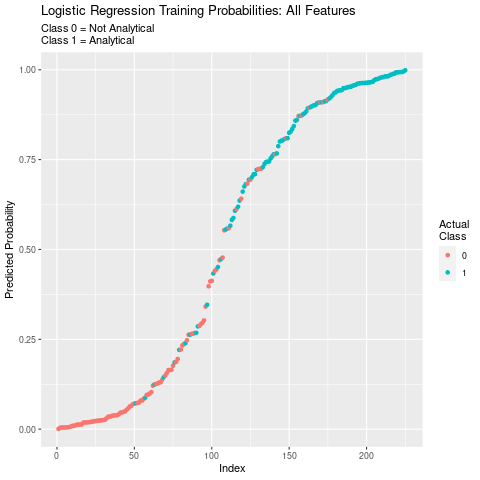 Logistic Regression Training Probabilities: All Features
Class 0 = Not Analytical
Class 1 = Analytical
1.00
0.75
0.50
0.25
0.00
Predicted Probability
0
50
100
150
200
Index
Actual
Class
0
1